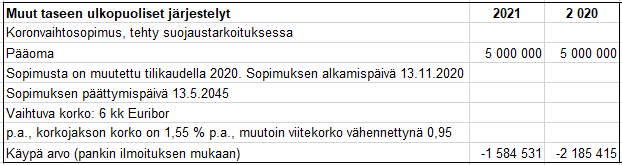 Muut taseen ulkopuoliset järjestelyt 2021 2 020
Koronvaihtosopimus, tehty suojaustarkoituksessa
Pääoma 5 000 000 5 000 000
Sopimusta on muutettu tilikaudella 2020. Sopimuksen alkamispäivä 13.11.2020
Sopimuksen päättymispäivä 13.5.2045
Vaihtuva korko: 6 kk Euribor
p.a., korkojakson korko on 1,55 % p.a., muutoin viitekorko vähennettynä 0,95
Käypä arvo (pankin ilmoituksen mukaan) -1 584 531 -2 185 415